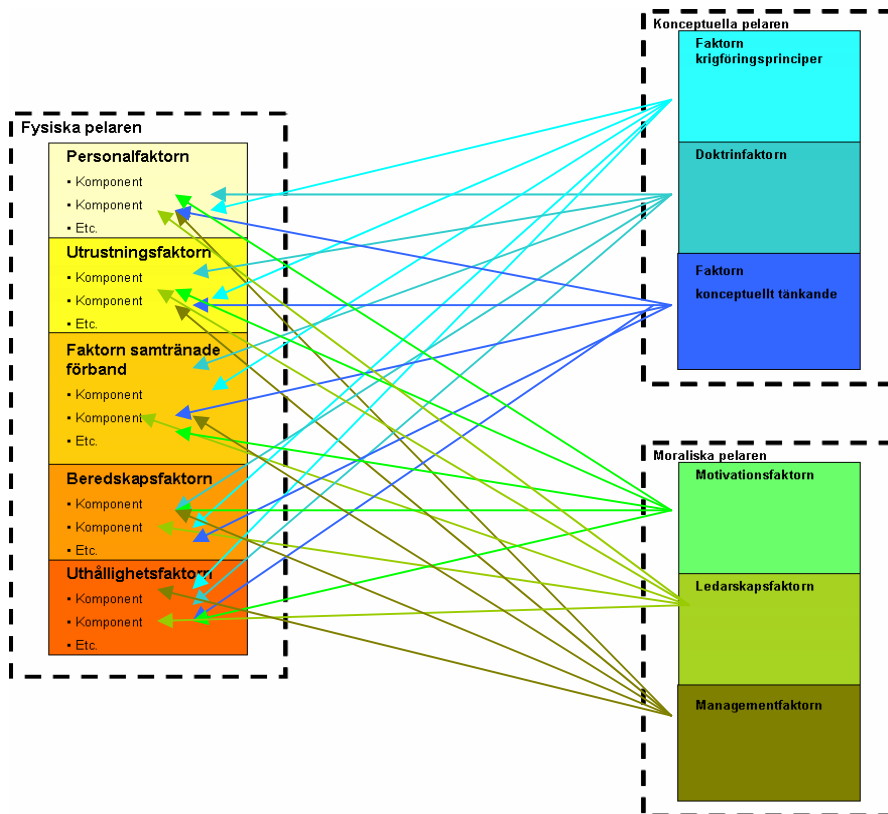 Fysiska pelaren
Personalfaktorn
▪ Komponent
▪ Komponent
▪ Etc.
Utrustningsfaktorn
▪ Komponent
▪ Komponent
▪ Etc.
Faktorn samtränade
förband
▪ Komponent
▪ Komponent
▪ Etc.
Beredskapsfaktorn
▪ Komponent
▪ Komponent
▪ Etc.
Uthållighetsfaktorn
▪ Komponent
▪ Komponent
▪ Etc.
Konceptuella pelaren
Faktorn
krigföringsprinciper
Doktrinfaktorn
Faktorn
konceptuellt tänkande
Moraliska pelaren
Motivationsfaktorn
Ledarskapsfaktorn
Managementfaktorn